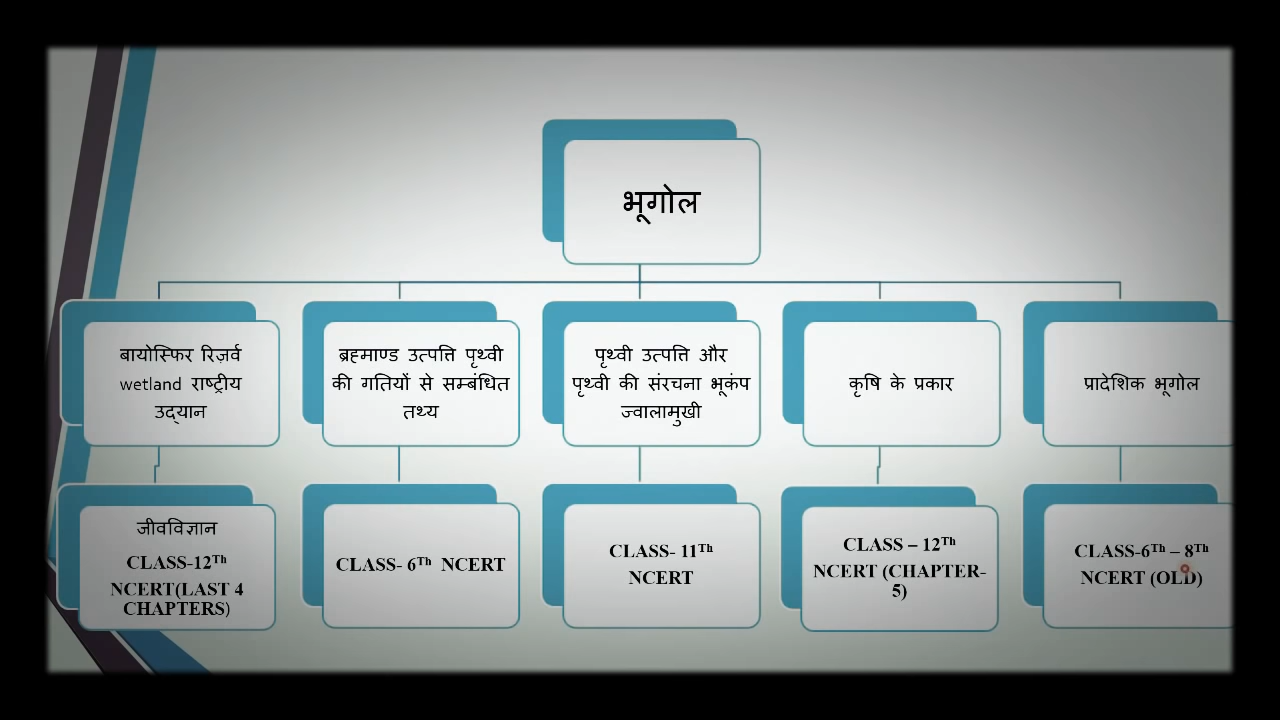 भूगोल
बायोस्फिर रिज़र्व
wetland राष्ट्रीय
उद्यान
ब्रह्माण्ड उत्पत्ति पृथ्वी
की गतियों से सम्बंधित
तथ्य
पृथ्वी उत्पत्ति और
पृथ्वी की संरचना भूकंप
ज्वालामुखी
कृषि के प्रकार
प्रादेशिक भूगोल
जीवविज्ञान
CLASS-12Th
NCERT(LAST 4
CHAPTERS)
CLASS- 6Th NCERT
CLASS- 11Th
NCERT
CLASS – 12Th
NCERT (CHAPTER-
5)
CLASS-6Th – 8Th
NCERT (OLD)